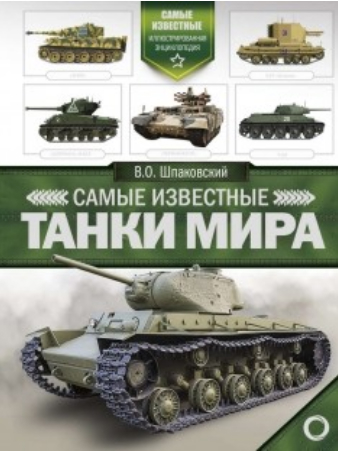 САМЫЕ
ИЗВЕСТНЫЕ
ИЛЛЮСТРИРОВАННАЯ
ЭНЦИКЛОПЕДИЯ
В.О. Шпаковский
САМЫЕ ИЗВЕСТНЫЕ
ТАНКИ МИРА